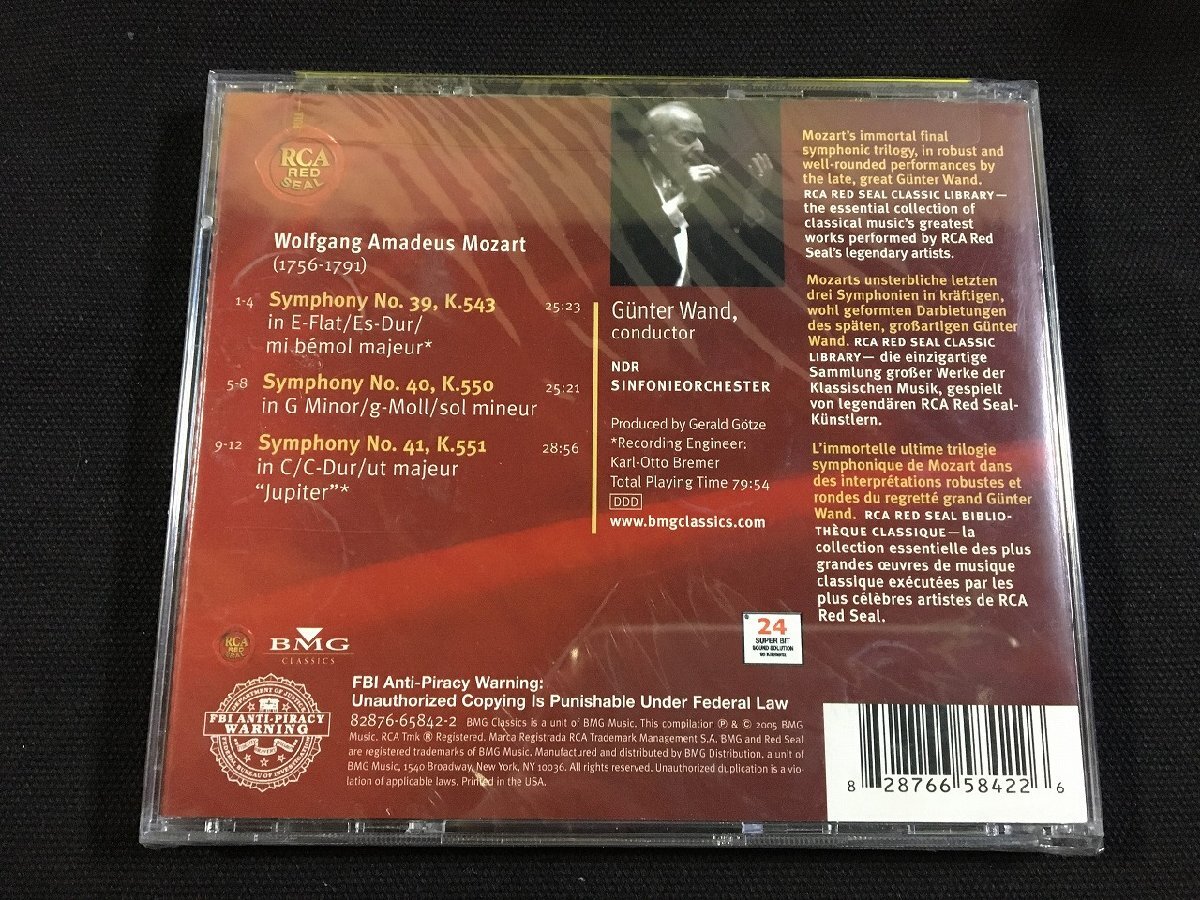 RCA
RED
SEAL
Wolfgang Amadeus Mozart
(1756-1791)
1-4 Symphony No. 39, K.543 25:23
in E-Flat/Es-Dur/
mi bémol majeur*
5-8 Symphony No. 40, K.550 25:21
in G Minor/g-Moll/sol mineur
9-12 Symphony No. 41, K.551 28:56
in C/C-Dur/ut majeur
“Jupiter”*
Günter Wand,
conductor
NDR
SINFONIEORCHESTER
Produced by Gerald Götze
*Recording Engineer:
Karl-Otto Bremer
Total Playing Time 79:54
DDD
www.bmgclassics.com
Mozart's immortal final
symphonic trilogy, in robust and
well-rounded performances by
the late, great Günter Wand.
RCA RED SEAL CLASSIC LIBRARY—
the essential collection of
classical music's greatest
works performed by RCA Red
Seal's legendary artists.
Mozarts unsterbliche letzten
drei Symphonien in kräftigen,
wohl geformten Darbietungen
des späten, großartigen Günter
Wand. RCA RED SEAL CLASSIC
LIBRARY— die einzigartige
Sammlung großer Werke der
Klassischen Musik, gespielt
von legendären RCA Red Seal-
Künstlern.
L'immortelle ultime trilogie
symphonique de Mozart dans
des interprétations robustes et
rondes du regretté grand Günter
Wand. RCA RED SEAL BIBLIO-
THÈQUE CLASSIQUE—la
collection essentielle des plus
grandes œuvres de musique
classique exécutées par les
plus célèbres artistes de RCA
Red Seal.
24
SUPER BIT
SOUND SOLUTION
RCA
RED
SEAL
BMG
CLASSICS
DEPARTMENT OF JUSTICE
FBI ANTI-PIRACY
WARNING
FEDERAL BUREAU OF INVESTIGATION
FBI Anti-Piracy Warning:
Unauthorized Copying Is Punishable Under Federal Law
82876-65842-2 BMG Classics is a unit of BMG Music. This compilation ℗ & © 2005 BMG
Music. RCA Tmk ® Registered. Marca Registrada RCA Trademark Management S.A. BMG and Red Seal
are registered trademarks of BMG Music. Manufactured and distributed by BMG Distribution, a unit of
BMG Music, 1540 Broadway, New York, NY 10036. All rights reserved. Unauthorized duplication is a vio-
lation of applicable laws. Printed in the USA.
8 28766 58422 6